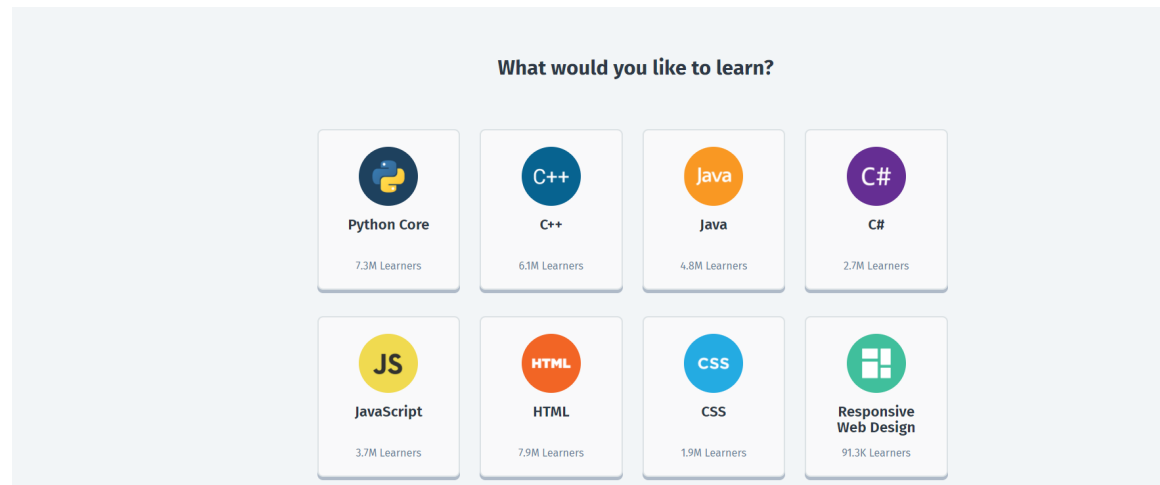 What would you like to learn?
C++
Java
C#
Python Core
C++
Java
C#
7.3M Learners
6.1M Learners
4.8M Learners
2.7M Learners
JS
HTML
CSS
JavaScript
HTML
CSS
Responsive
Web Design
3.7M Learners
7.9M Learners
1.9M Learners
91.3K Learners